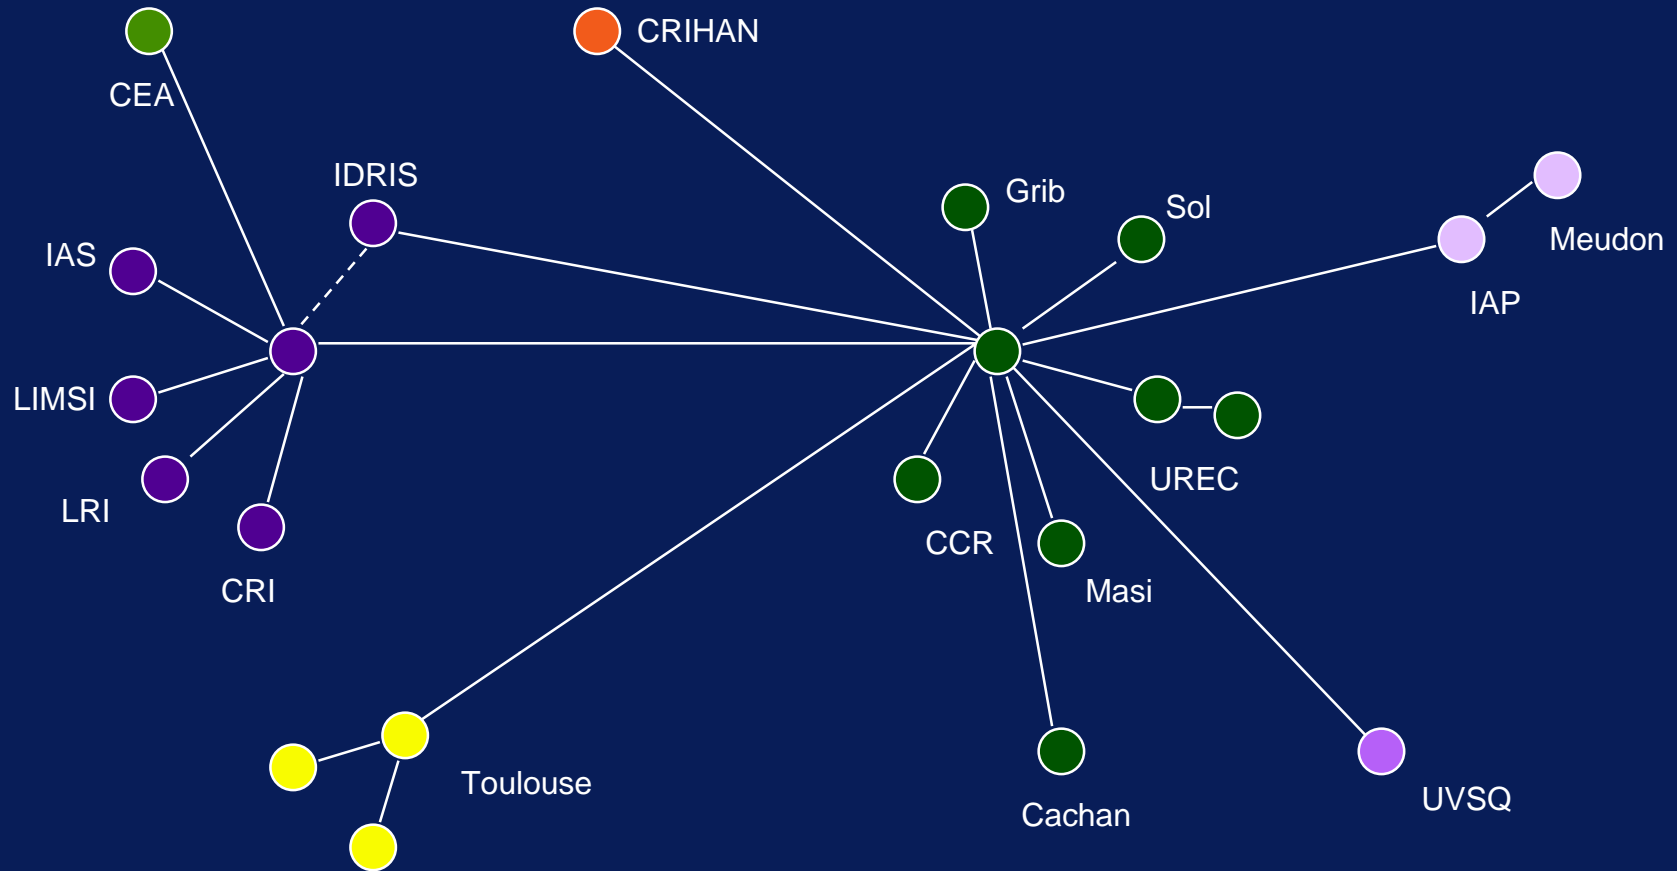 CRIHAN
CEA
IDRIS
Grib
Sol
Meudon
IAS
IAP
LIMSI
UREC
LRI
CCR
Masi
CRI
Toulouse
UVSQ
Cachan